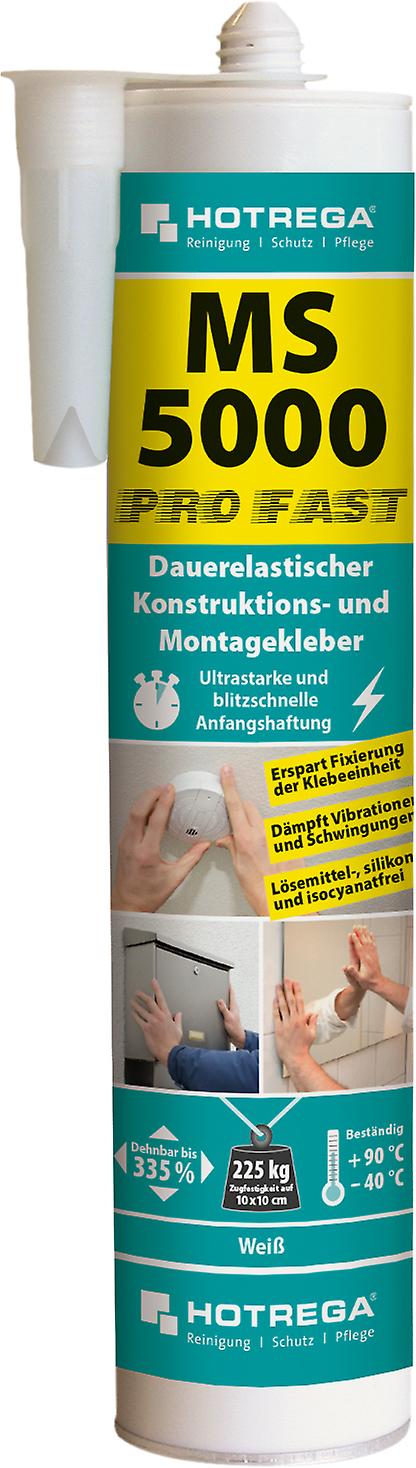 HOTREGA®
Reinigung | Schutz | Pflege
MS
5000
PRO FAST
Dauerelastischer
Konstruktions- und
Montagekleber
Ultrastarke und
blitzschnelle
Anfangshaftung
Erspart Fixierung
der Klebeeinheit
Dämpft Vibrationen
und Schwingungen
Lösemittel-, silikon
und isocyanatfrei
Dehnbar bis
335 %
225 kg
Zugfestigkeit auf
10 x 10 cm
Beständig
+ 90 °C
– 40 °C
Weiß
HOTREGA®
Reinigung | Schutz | Pflege